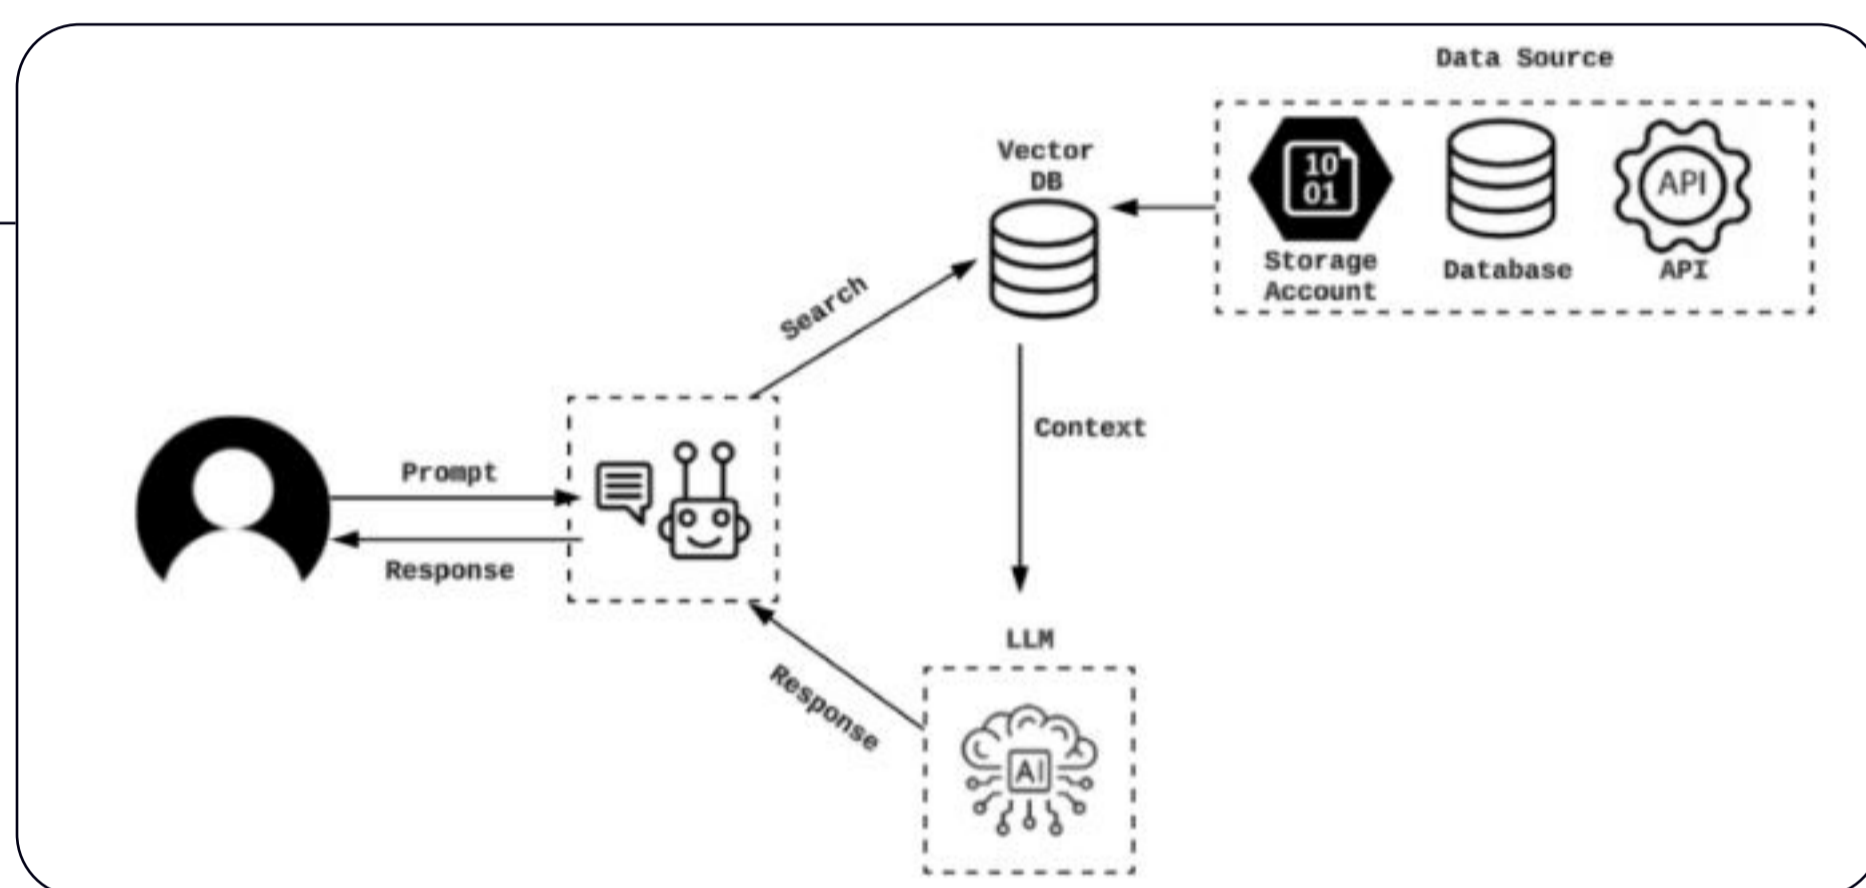 Data Source
Vector
DB
10
01
API
Storage
Account
Database
API
Search
Context
Prompt
Response
LLM
Response
AI